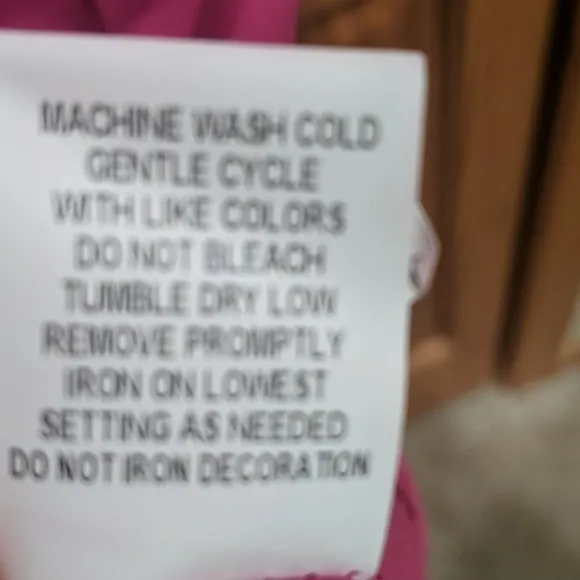 MACHINE WASH COLD
GENTLE CYCLE
WITH LIKE COLORS
DO NOT BLEACH
TUMBLE DRY LOW
REMOVE PROMPTLY
IRON ON LOWEST
SETTING AS NEEDED
DO NOT IRON DECORATION